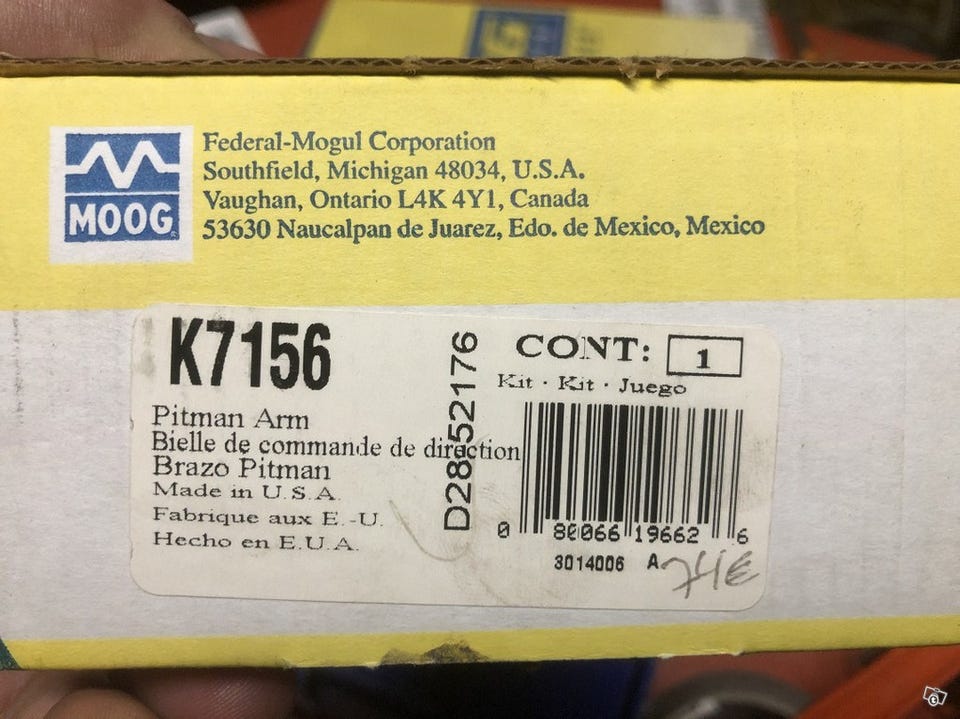 MOOG
Federal-Mogul Corporation
Southfield, Michigan 48034, U.S.A.
Vaughan, Ontario L4K 4Y1, Canada
53630 Naucalpan de Juarez, Edo. de Mexico, Mexico
K7156
Pitman Arm
Bielle de commande de direction
Brazo Pitman
Made in U.S.A.
Fabrique aux E.-U.
Hecho en E.U.A.
D2852176
CONT: 1
Kit · Kit · Juego
0 80066 19662 6
3014006 A
74€